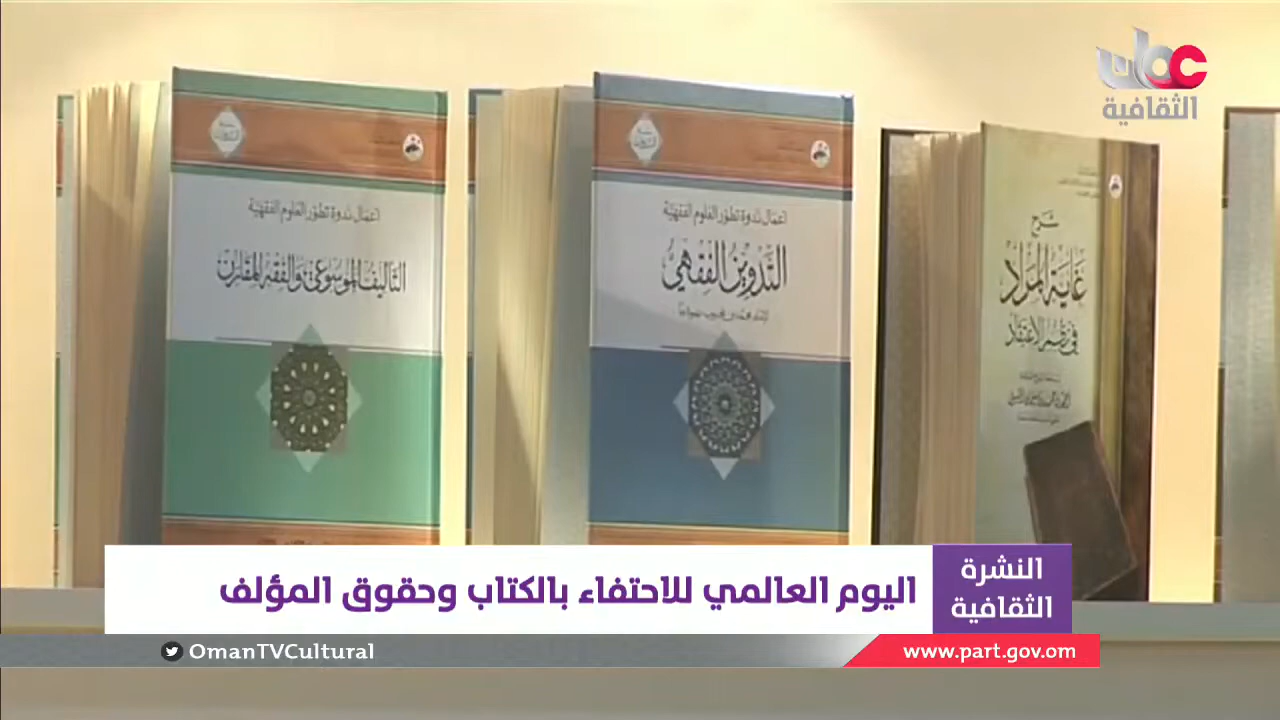 عمان
الثقافية
أعمال ندوة تطور العلوم الفقهية
التأليف الموسوعي والفقه المقارن
أعمال ندوة تطور العلوم الفقهية
التدوين الفقهي
شرح
غاية المراد
في نظم الاعتقاد
النشرة
الثقافية
اليوم العالمي للاحتفاء بالكتاب وحقوق المؤلف
OmanTVCultural
www.part.gov.om